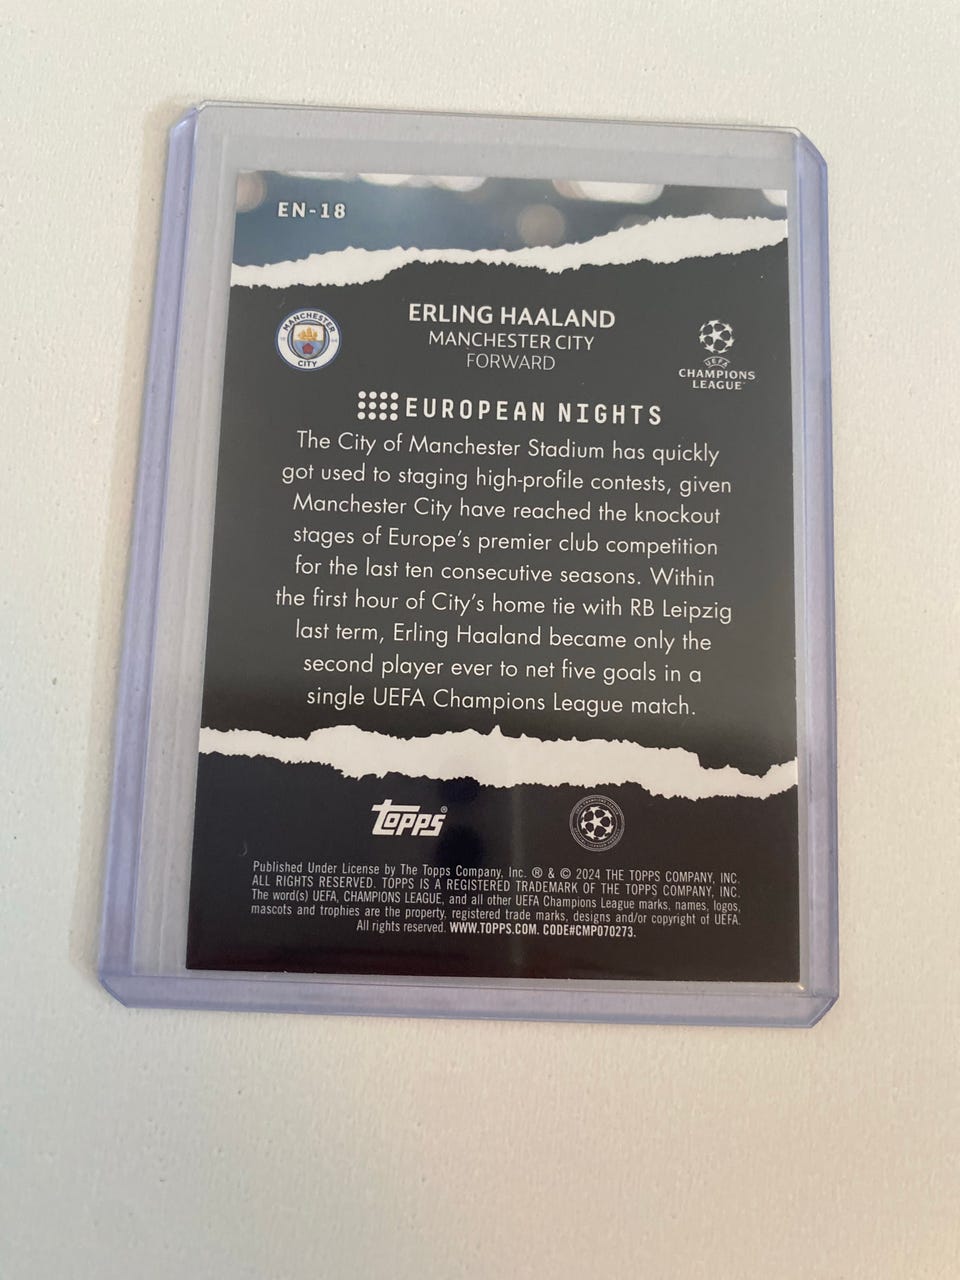 EN-18
MANCHESTER
CITY
ERLING HAALAND
MANCHESTER CITY
FORWARD
UEFA
CHAMPIONS
LEAGUE
EUROPEAN NIGHTS
The City of Manchester Stadium has quickly
got used to staging high-profile contests, given
Manchester City have reached the knockout
stages of Europe's premier club competition
for the last ten consecutive seasons. Within
the first hour of City's home tie with RB Leipzig
last term, Erling Haaland became only the
second player ever to net five goals in a
single UEFA Champions League match.
topps®
Published Under License by The Topps Company, Inc. ® & © 2024 THE TOPPS COMPANY, INC.
ALL RIGHTS RESERVED. TOPPS IS A REGISTERED TRADEMARK OF THE TOPPS COMPANY, INC.
The word(s) UEFA, CHAMPIONS LEAGUE, and all other UEFA Champions League marks, names, logos,
mascots and trophies are the property, registered trade marks, designs and/or copyright of UEFA.
All rights reserved. WWW.TOPPS.COM. CODE#CMP070273.